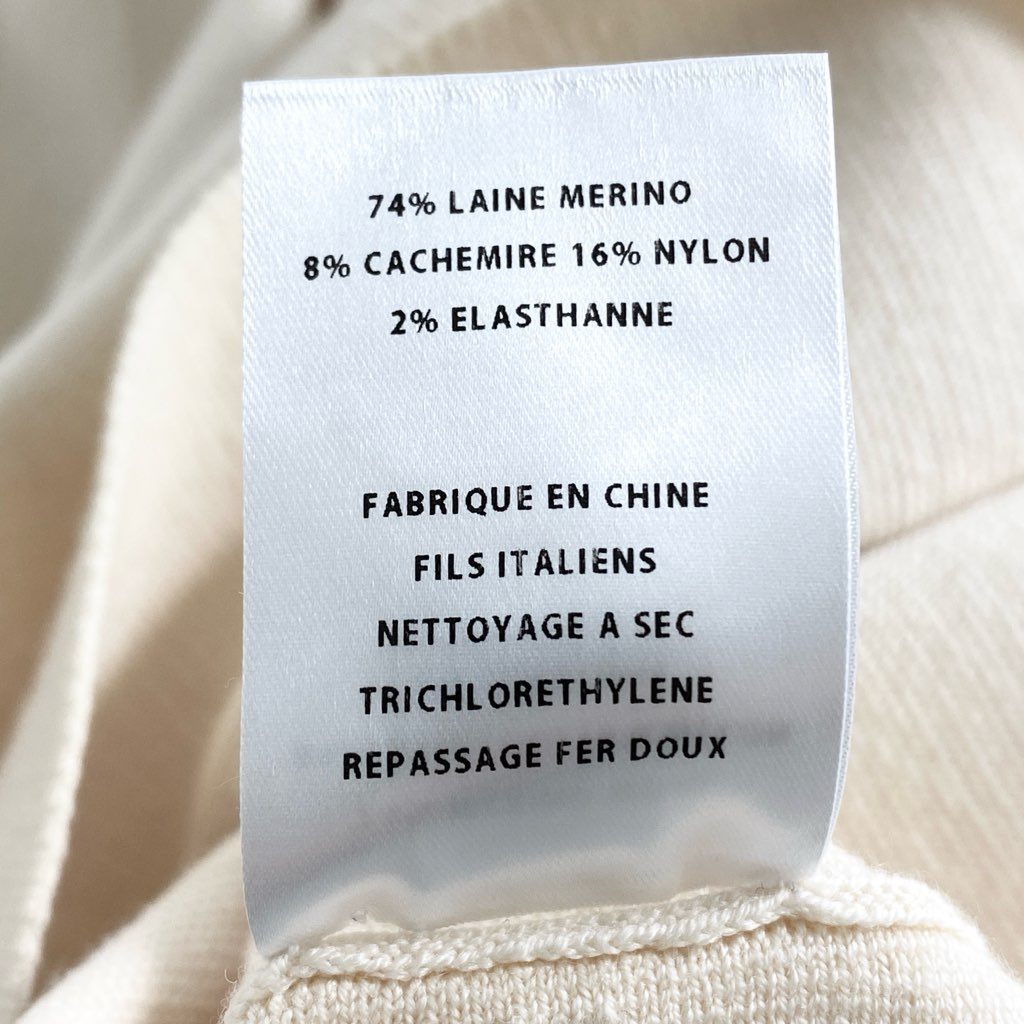 74% LAINE MERINO
8% CACHEMIRE 16% NYLON
2% ELASTHANNE
FABRIQUE EN CHINE
FILS ITALIENS
NETTOYAGE A SEC
TRICHLORETHYLENE
REPASSAGE FER DOUX